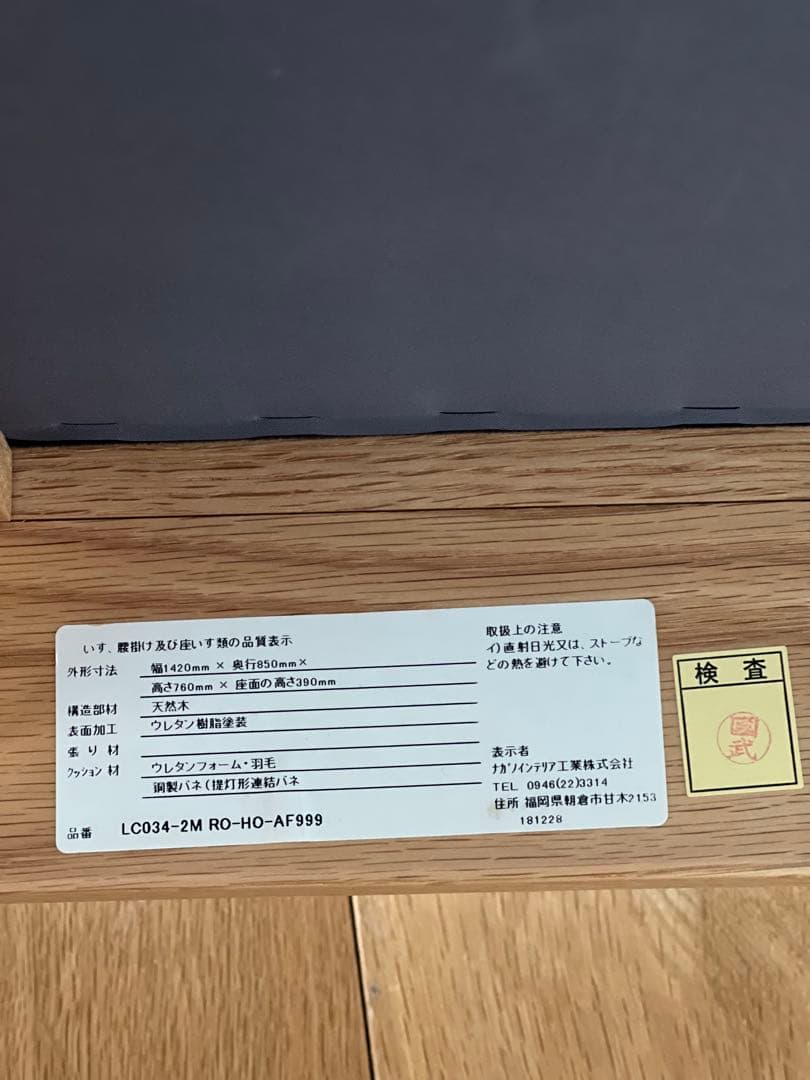 いす、腰掛け及び座いす類の品質表示
外形寸法 幅1420mm × 奥行850mm×
高さ760mm × 座面の高さ390mm
構造部材 天然木
表面加工 ウレタン樹脂塗装
張り材
クッション材 ウレタンフォーム・羽毛
鋼製バネ(提灯形連結バネ
品番 LC034-2M RO-HO-AF999
取扱上の注意
イ)直射日光又は、ストーブな
どの熱を避けて下さい。
表示者
ナガノインテリア工業株式会社
TEL 0946(22)3314
住所 福岡県朝倉市甘木2153
181228
検査
國武